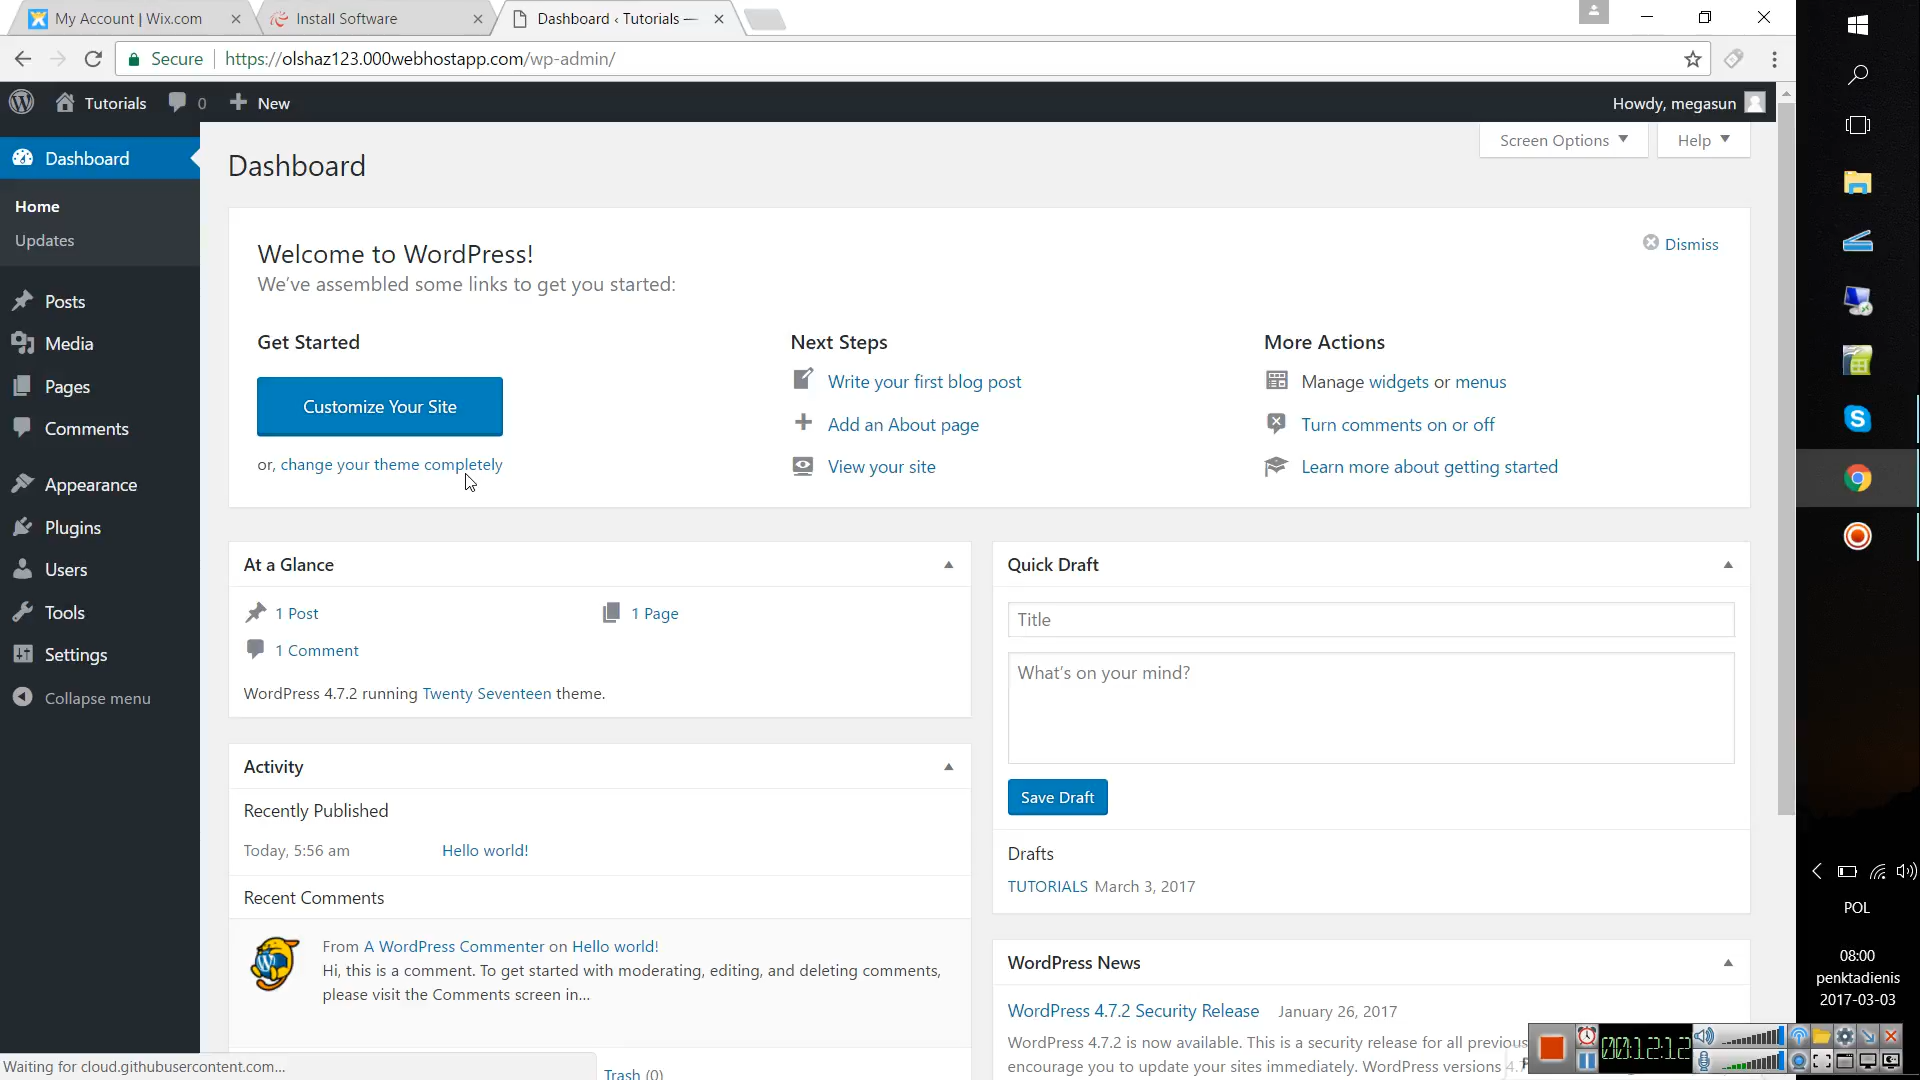 My Account | Wix.com
Install Software
Dashboard ‹ Tutorials —
Secure
https://olshaz123.000webhostapp.com/wp-admin/
Tutorials
0
New
Howdy, megasun
Screen Options
Help
Dashboard
Home
Updates
Posts
Media
Pages
Comments
Appearance
Plugins
Users
Tools
Settings
Collapse menu
Dashboard
Welcome to WordPress!
We've assembled some links to get you started:
Dismiss
Get Started
Customize Your Site
or, change your theme completely
Next Steps
Write your first blog post
Add an About page
View your site
More Actions
Manage widgets or menus
Turn comments on or off
Learn more about getting started
At a Glance
1 Post
1 Page
1 Comment
WordPress 4.7.2 running Twenty Seventeen theme.
Activity
Recently Published
Today, 5:56 am
Hello world!
Recent Comments
From A WordPress Commenter on Hello world!
Hi, this is a comment. To get started with moderating, editing, and deleting comments,
please visit the Comments screen in...
Trash (0)
Quick Draft
Title
What's on your mind?
Save Draft
Drafts
TUTORIALS March 3, 2017
WordPress News
WordPress 4.7.2 Security Release January 26, 2017
WordPress 4.7.2 is now available. This is a security release for all previous
encourage you to update your sites immediately. WordPress versions 4.7
Waiting for cloud.githubusercontent.com...
POL
08:00
penktadienis
2017-03-03
00:12:12